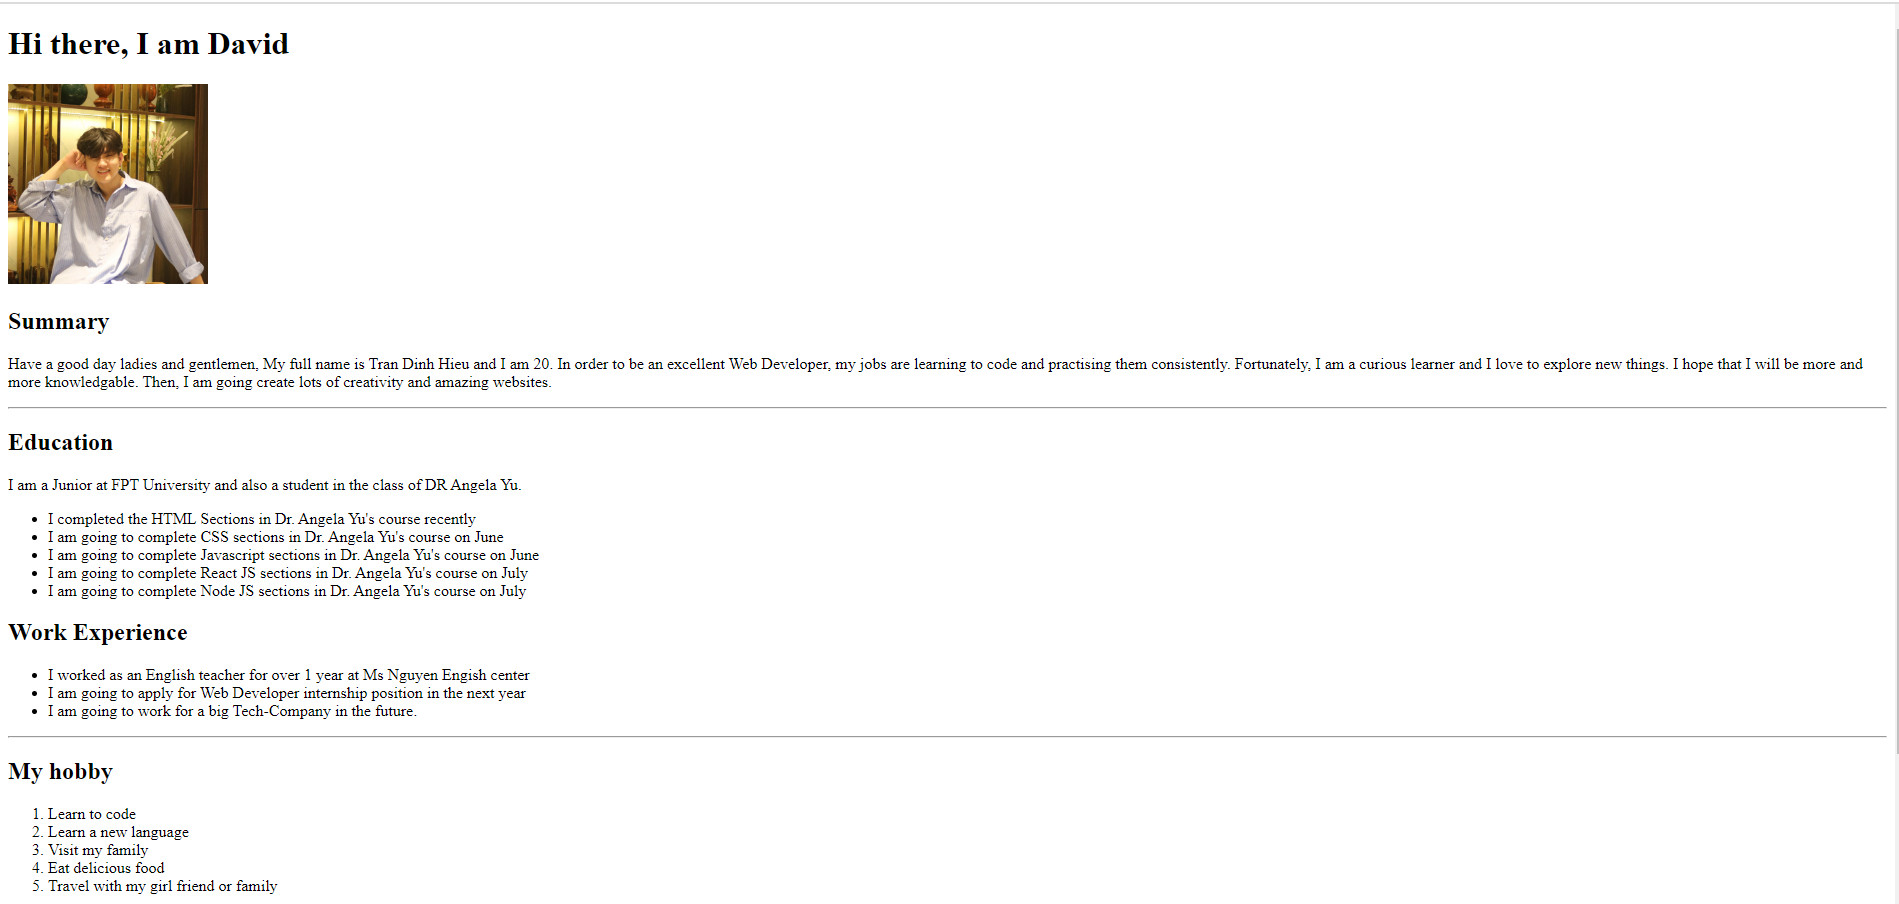 Hi there, I am David
Summary
Have a good day ladies and gentlemen, My full name is Tran Dinh Hieu and I am 20. In order to be an excellent Web Developer, my jobs are learning to code and practising them consistently. Fortunately, I am a curious learner and I love to explore new things. I hope that I will be more and
more knowledgable. Then, I am going create lots of creativity and amazing websites.
Education
I am a Junior at FPT University and also a student in the class of DR Angela Yu.
• I completed the HTML Sections in Dr. Angela Yu's course recently
• I am going to complete CSS sections in Dr. Angela Yu's course on June
• I am going to complete Javascript sections in Dr. Angela Yu's course on June
• I am going to complete React JS sections in Dr. Angela Yu's course on July
• I am going to complete Node JS sections in Dr. Angela Yu's course on July
Work Experience
• I worked as an English teacher for over 1 year at Ms Nguyen Engish center
• I am going to apply for Web Developer internship position in the next year
• I am going to work for a big Tech-Company in the future.
My hobby
1. Learn to code
2. Learn a new language
3. Visit my family
4. Eat delicious food
5. Travel with my girl friend or family